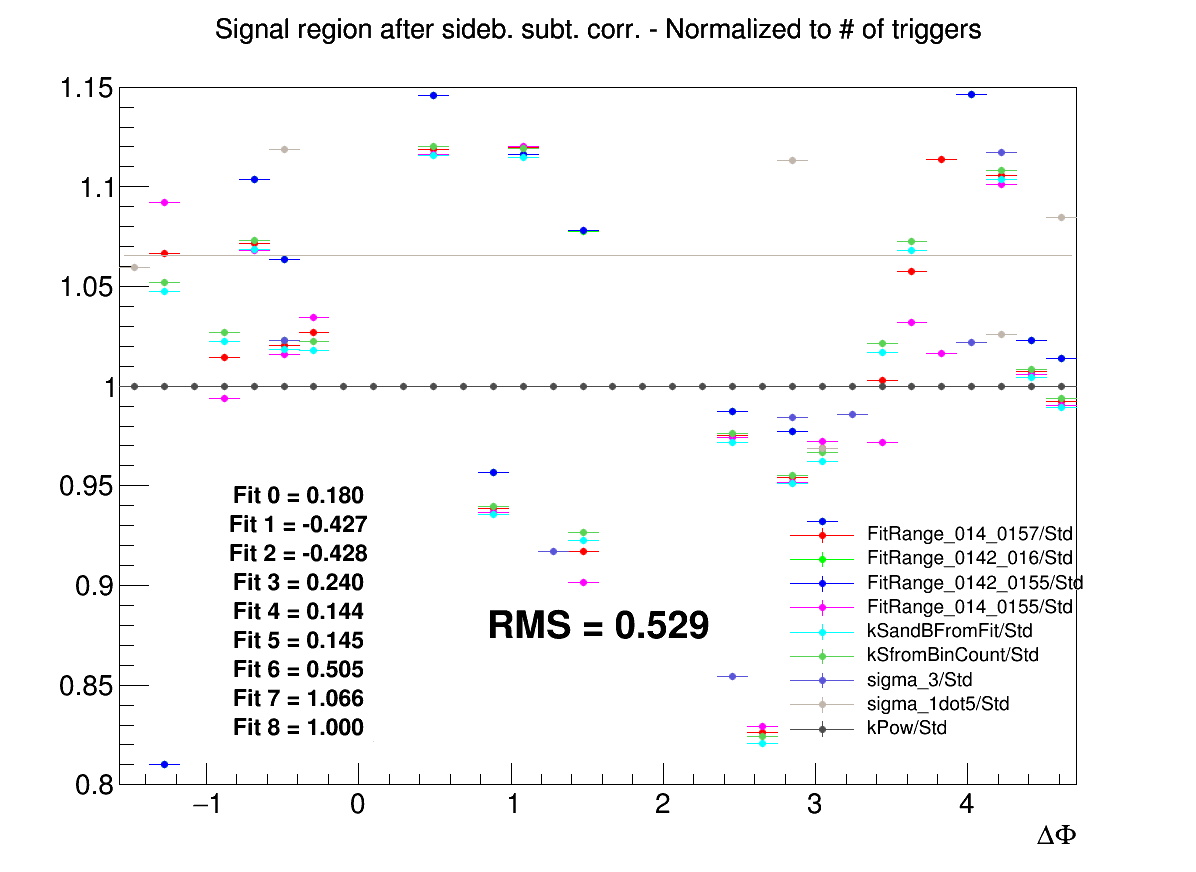 Signal region after sideb. subt. corr. - Normalized to # of triggers
1.15
1.1
1.05
1
0.95
0.9
0.85
0.8
Fit 0 = 0.180
Fit 1 = -0.427
Fit 2 = -0.428
Fit 3 = 0.240
Fit 4 = 0.144
Fit 5 = 0.145
Fit 6 = 0.505
Fit 7 = 1.066
Fit 8 = 1.000
RMS = 0.529
FitRange_014_0157/Std
FitRange_0142_016/Std
FitRange_0142_0155/Std
FitRange_014_0155/Std
kSandBFromFit/Std
kSfromBinCount/Std
sigma_3/Std
sigma_1dot5/Std
kPow/Std
−1 0 1 2 3 4
ΔΦ